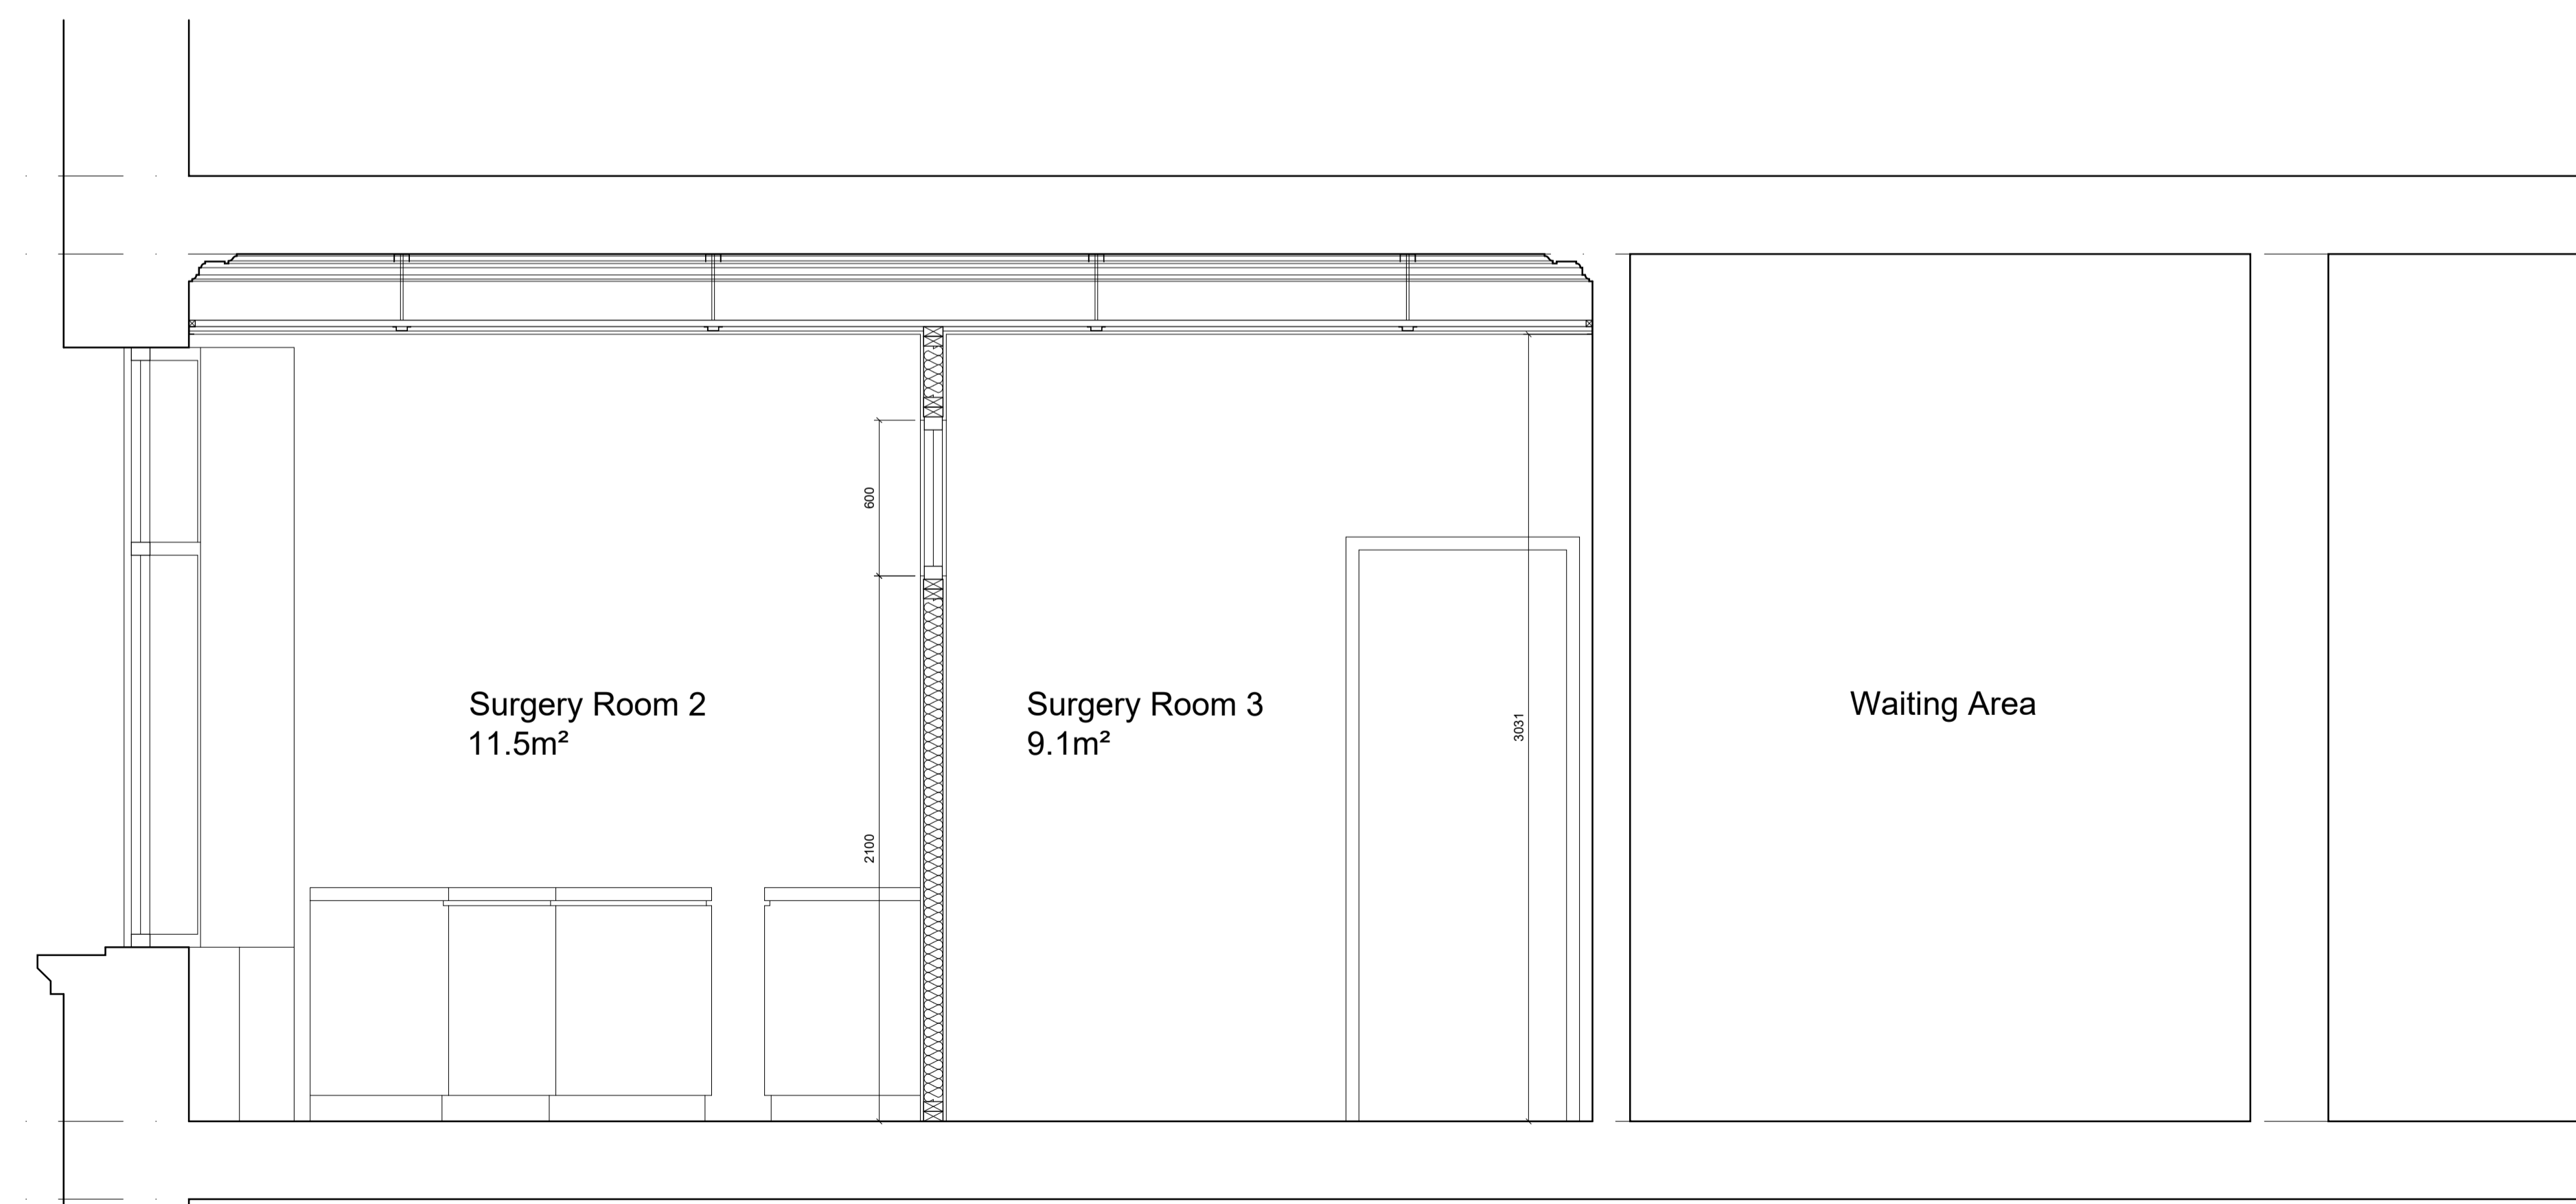 600
Surgery Room 2
11.5m²
Surgery Room 3
9.1m²
3031
Waiting Area
2100